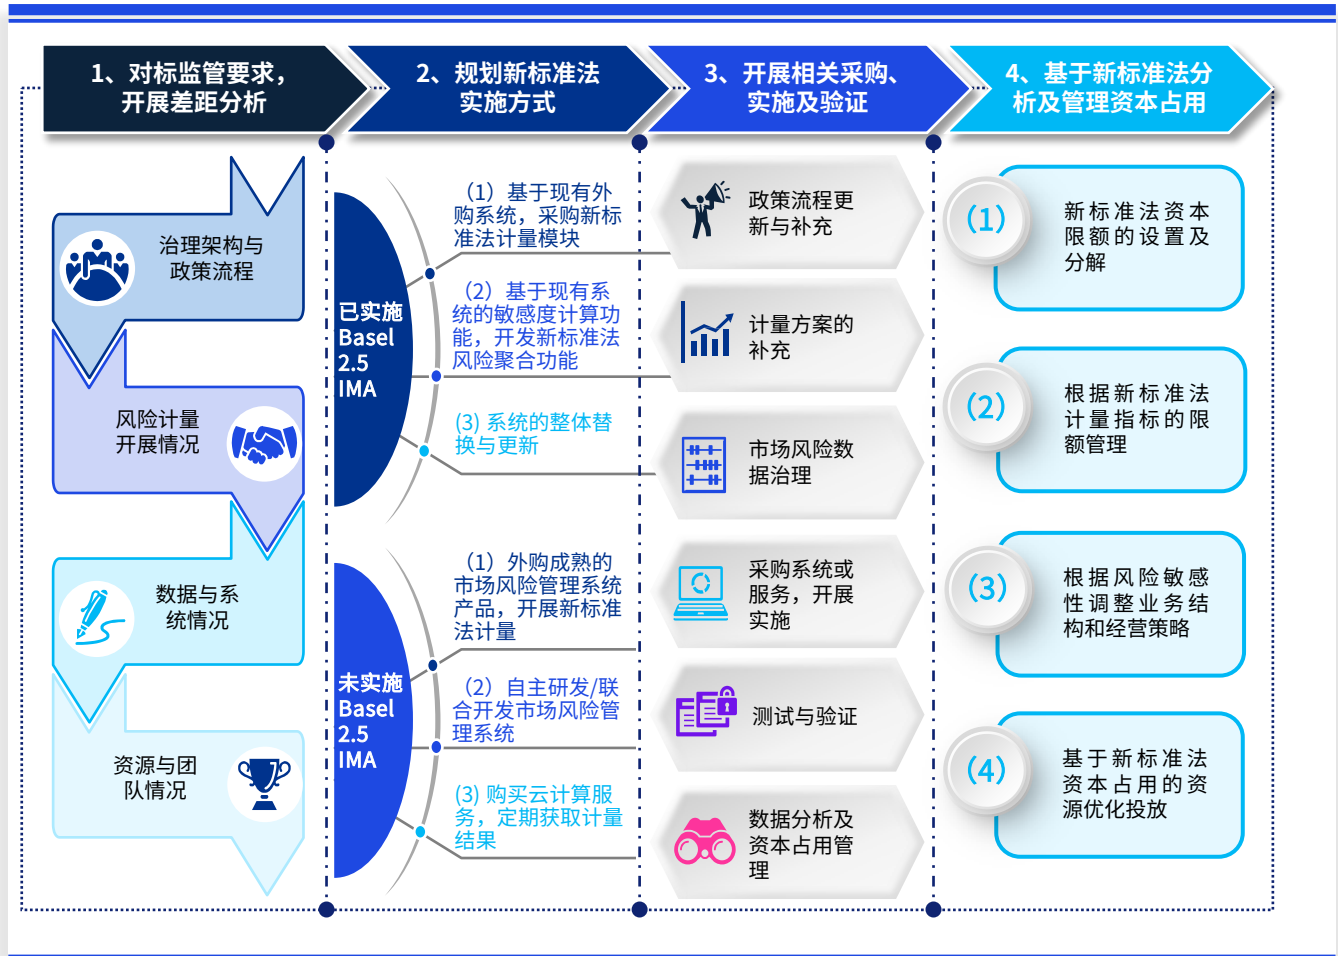 1、对标监管要求，
开展差距分析
2、规划新标准法
实施方式
3、开展相关采购、
实施及验证
4、基于新标准法分
析及管理资本占用
治理架构与
政策流程
风险计量
开展情况
数据与系
统情况
资源与团
队情况
已实施
Basel
2.5
IMA
（1）基于现有外
购系统，采购新标
准法计量模块
（2）基于现有系
统的敏感度计算功
能，开发新标准法
风险聚合功能
(3) 系统的整体替
换与更新
未实施
Basel
2.5
IMA
（1）外购成熟的
市场风险管理系统
产品，开展新标准
法计量
（2）自主研发/联
合开发市场风险管
理系统
(3) 购买云计算服
务，定期获取计量
结果
政策流程更
新与补充
计量方案的
补充
市场风险数
据治理
采购系统或
服务，开展
实施
测试与验证
数据分析及
资本占用管
理
（1）
新标准法资本
限额的设置及
分解
（2）
根据新标准法
计量指标的限
额管理
（3）
根据风险敏感
性调整业务结
构和经营策略
（4）
基于新标准法
资本占用的资
源优化投放